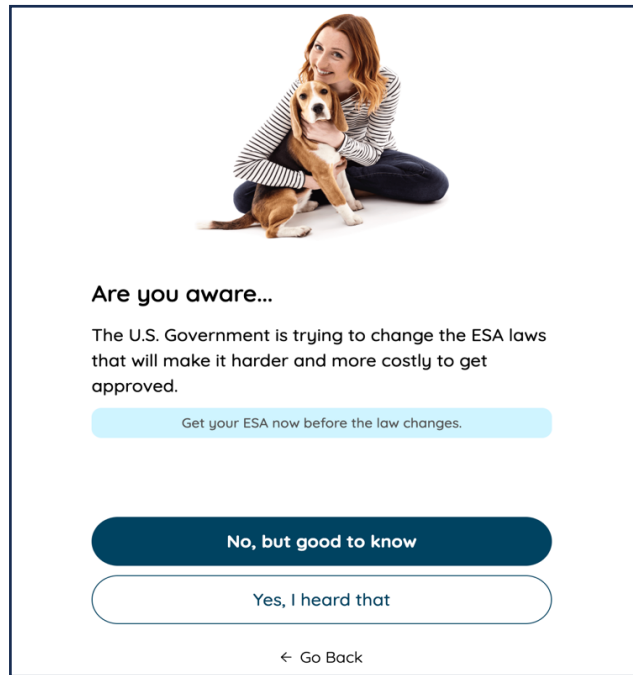 Are you aware...
The U.S. Government is trying to change the ESA laws
that will make it harder and more costly to get
approved.
Get your ESA now before the law changes.
No, but good to know
Yes, I heard that
← Go Back